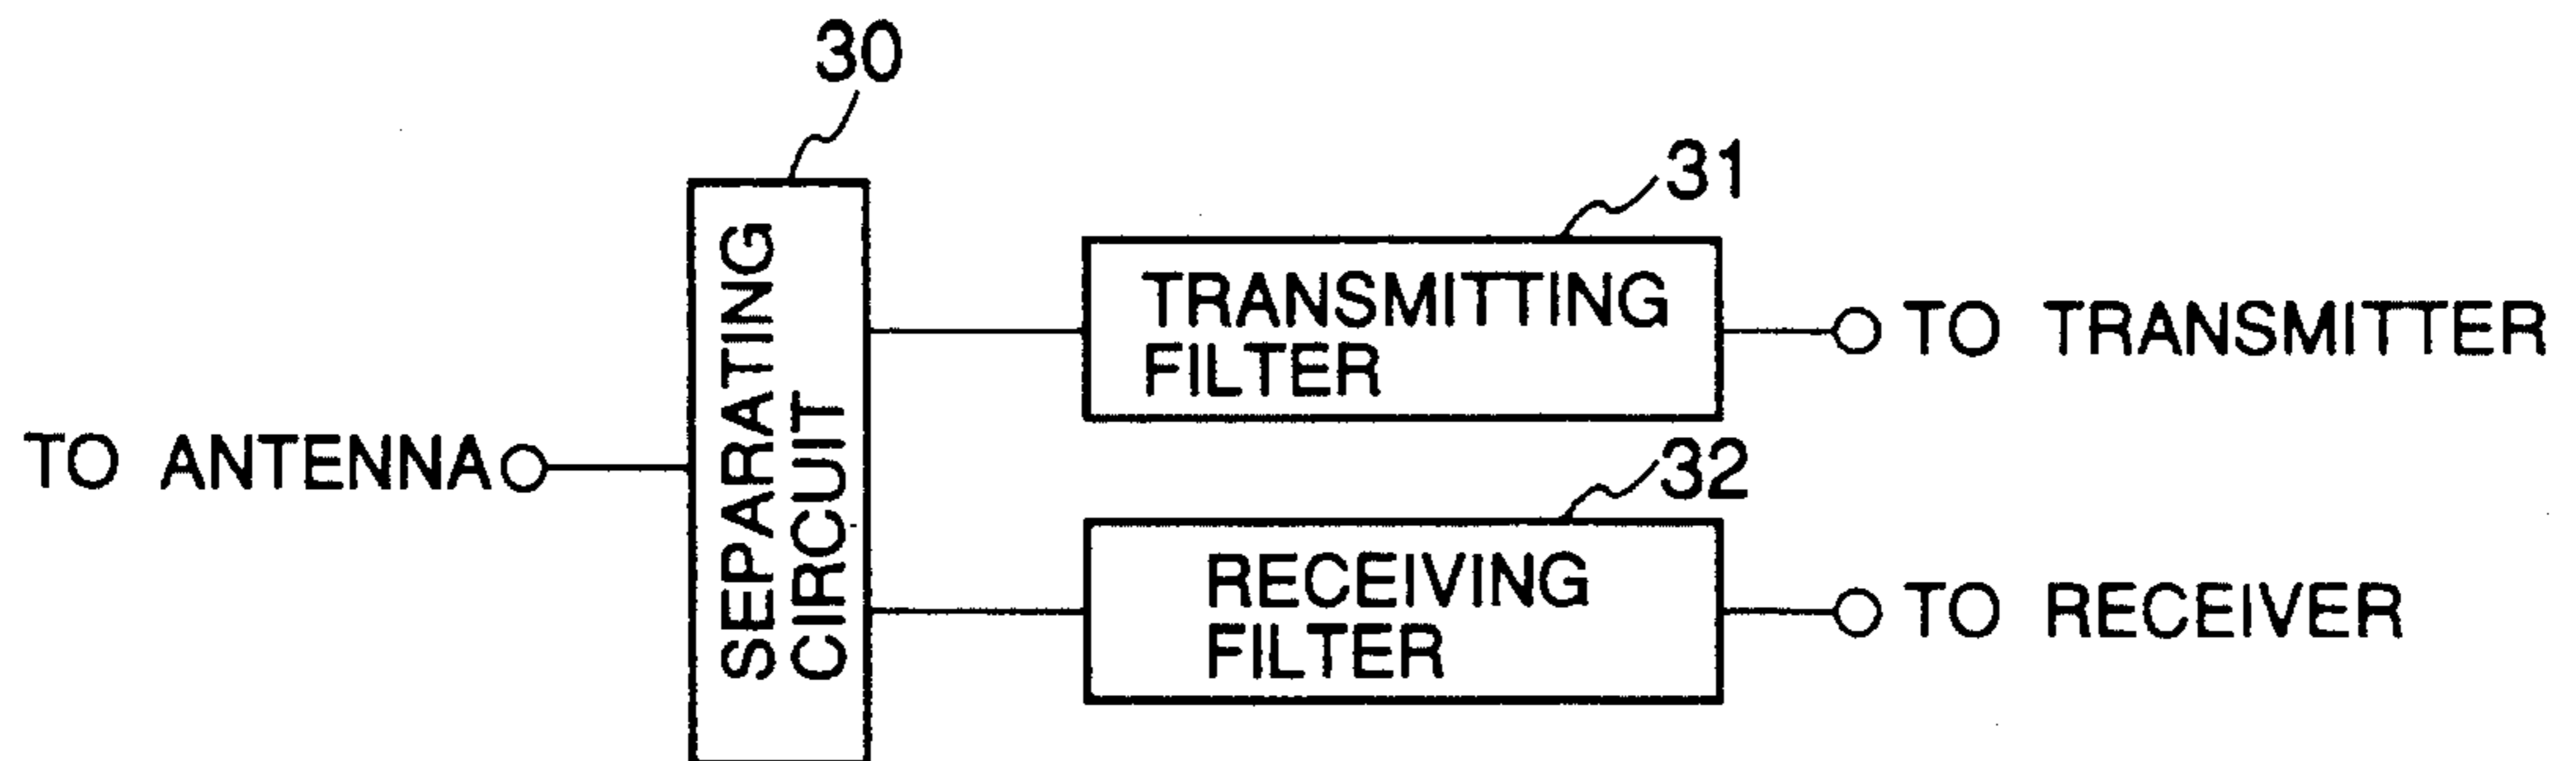 30
31
TRANSMITTING
FILTER
TO TRANSMITTER
SEPARATING
CIRCUIT
TO ANTENNA
32
RECEIVING
FILTER
TO RECEIVER